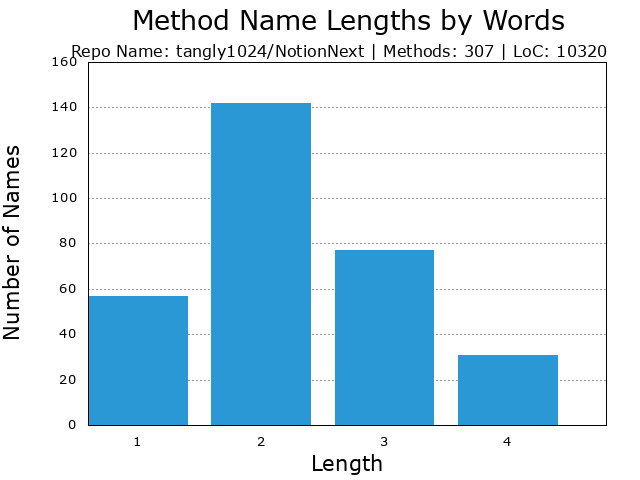 Method Name Lengths by Words
Repo Name: tangly1024/NotionNext | Methods: 307 | LoC: 10320
160
140
120
100
80
60
40
20
0
Number of Names
1 2 3 4
Length